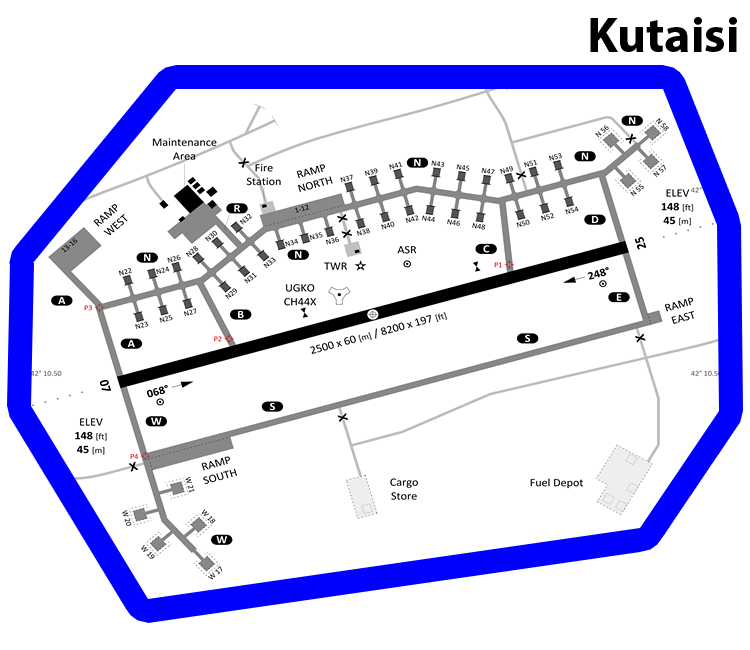 Kutaisi
Maintenance
Area
Fire
Station
RAMP
NORTH
1-12
RAMP
WEST
13-16
N
N
N
N
N
R
N37
N39
N41
N43
N45
N47
N49
N51
N53
N 56
N 58
N 57
N 55
N54
N52
N50
N48
N46
N44
N42
N40
N38
N36
N35
N34
N33
N32
N31
N30
N29
N28
N27
N26
N25
N24
N23
N22
ELEV
148 [ft]
45 [m]
42°
D
C
P1
25
ASR
TWR
UGKO
CH44X
248°
E
RAMP
EAST
A
P3
A
B
P2
2500 x 60 [m] / 8200 x 197 [ft]
S
42° 10.50
42° 10.50
07
068°
S
W
ELEV
148 [ft]
45 [m]
P4
RAMP
SOUTH
W 21
W 20
W 18
W 19
W 17
W
Cargo
Store
Fuel Depot